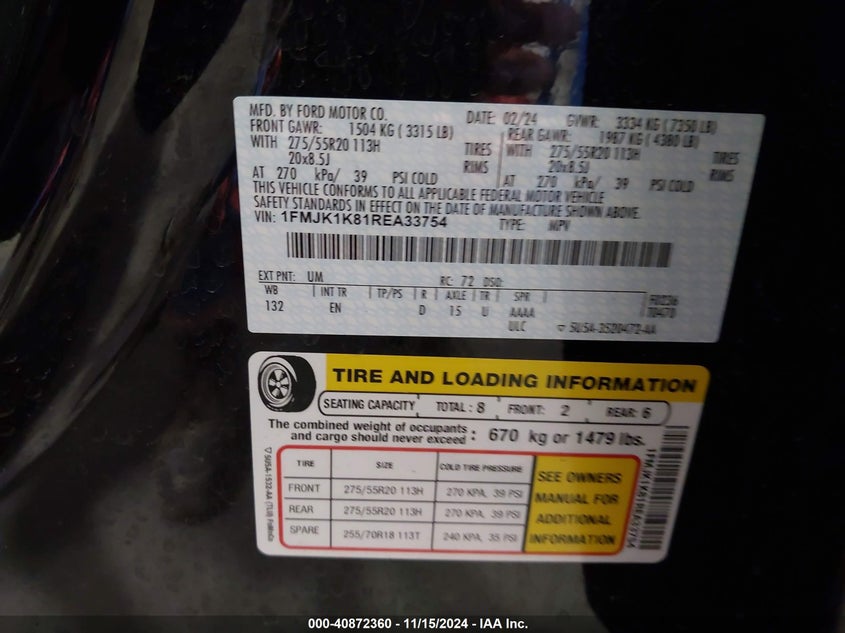 MFD. BY FORD MOTOR CO.
DATE: 02/24 GVWR: 3334 KG (7350 LB)
FRONT GAWR: 1504 KG (3315 LB) REAR GAWR: 1987 KG (4380 LB)
WITH 275/55R20 113H TIRES WITH 275/55R20 113H TIRES
20x8.5J RIMS 20x8.5J RIMS
AT 270 kPa/ 39 PSI COLD AT 270 kPa/ 39 PSI COLD
THIS VEHICLE CONFORMS TO ALL APPLICABLE FEDERAL MOTOR VEHICLE
SAFETY STANDARDS IN EFFECT ON THE DATE OF MANUFACTURE SHOWN ABOVE.
VIN: 1FMJK1K81REA33754 TYPE: MPV
EXT PNT: UM RC: 72 DSO:
WB INT TR TP/PS R AXLE TR SPR
132 EN D 15 U AAAA
ULC
TIRE AND LOADING INFORMATION
SEATING CAPACITY TOTAL: 8 FRONT: 2 REAR: 6
The combined weight of occupants
and cargo should never exceed: 670 kg or 1479 lbs.
TIRE SIZE COLD TIRE PRESSURE
FRONT 275/55R20 113H 270 KPA, 39 PSI
REAR 275/55R20 113H 270 KPA, 39 PSI
SPARE 255/70R18 113T 240 KPA, 35 PSI
SEE OWNERS
MANUAL FOR
ADDITIONAL
INFORMATION
1FMJK1K81REA33754
000-40872360 - 11/15/2024 - IAA Inc.